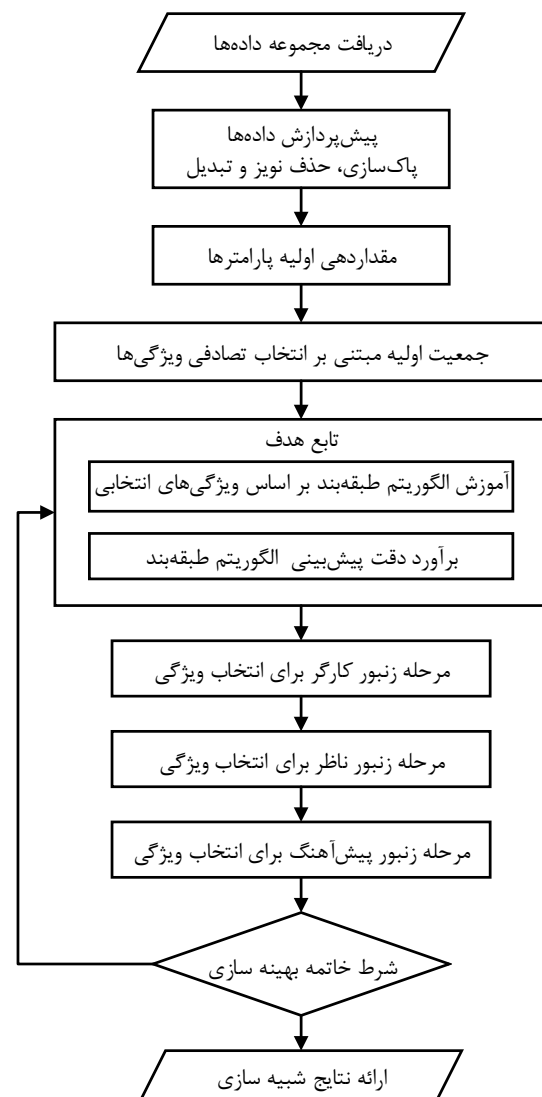 دریافت مجموعه داده‌ها
پیش‌پردازش داده‌ها
پاک‌سازی، حذف نویز و تبدیل
مقداردهی اولیه پارامترها
جمعیت اولیه مبتنی بر انتخاب تصادفی ویژگی‌ها
تابع هدف
آموزش الگوریتم طبقه‌بند بر اساس ویژگی‌های انتخابی
برآورد دقت پیش‌بینی الگوریتم طبقه‌بند
مرحله زنبور کارگر برای انتخاب ویژگی
مرحله زنبور ناظر برای انتخاب ویژگی
مرحله زنبور پیش‌آهنگ برای انتخاب ویژگی
شرط خاتمه بهینه سازی
ارائه نتایج شبیه سازی